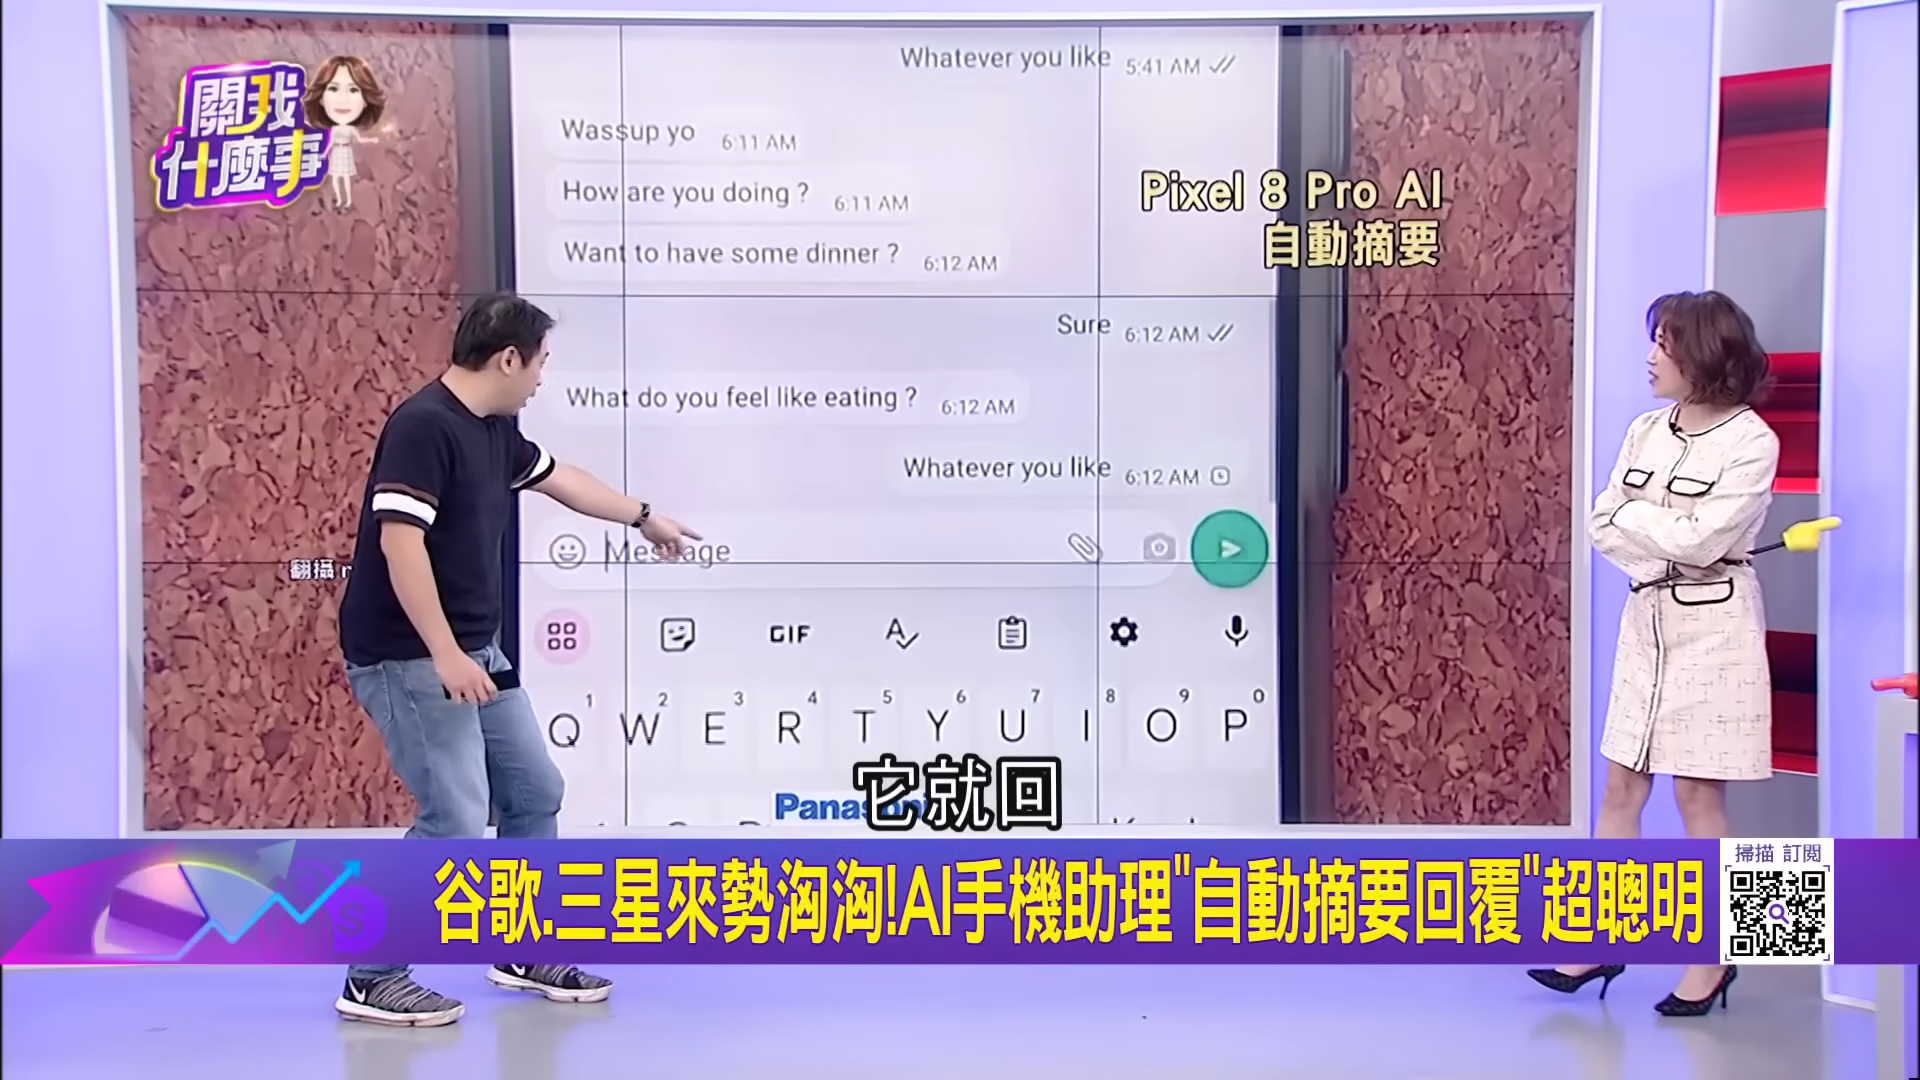 關我
什麼事
Whatever you like 5:41 AM
Wassup yo 6:11 AM
How are you doing ? 6:11 AM
Want to have some dinner ? 6:12 AM
Pixel 8 Pro AI
自動摘要
Sure 6:12 AM
What do you feel like eating ? 6:12 AM
Whatever you like 6:12 AM
翻攝
Message
GIF
1 2 3 4 5 6 7 8 9 0
Q W E R T Y U I O P
它就回
谷歌.三星來勢洶洶!AI手機助理"自動摘要回覆"超聰明
掃描 訂閱